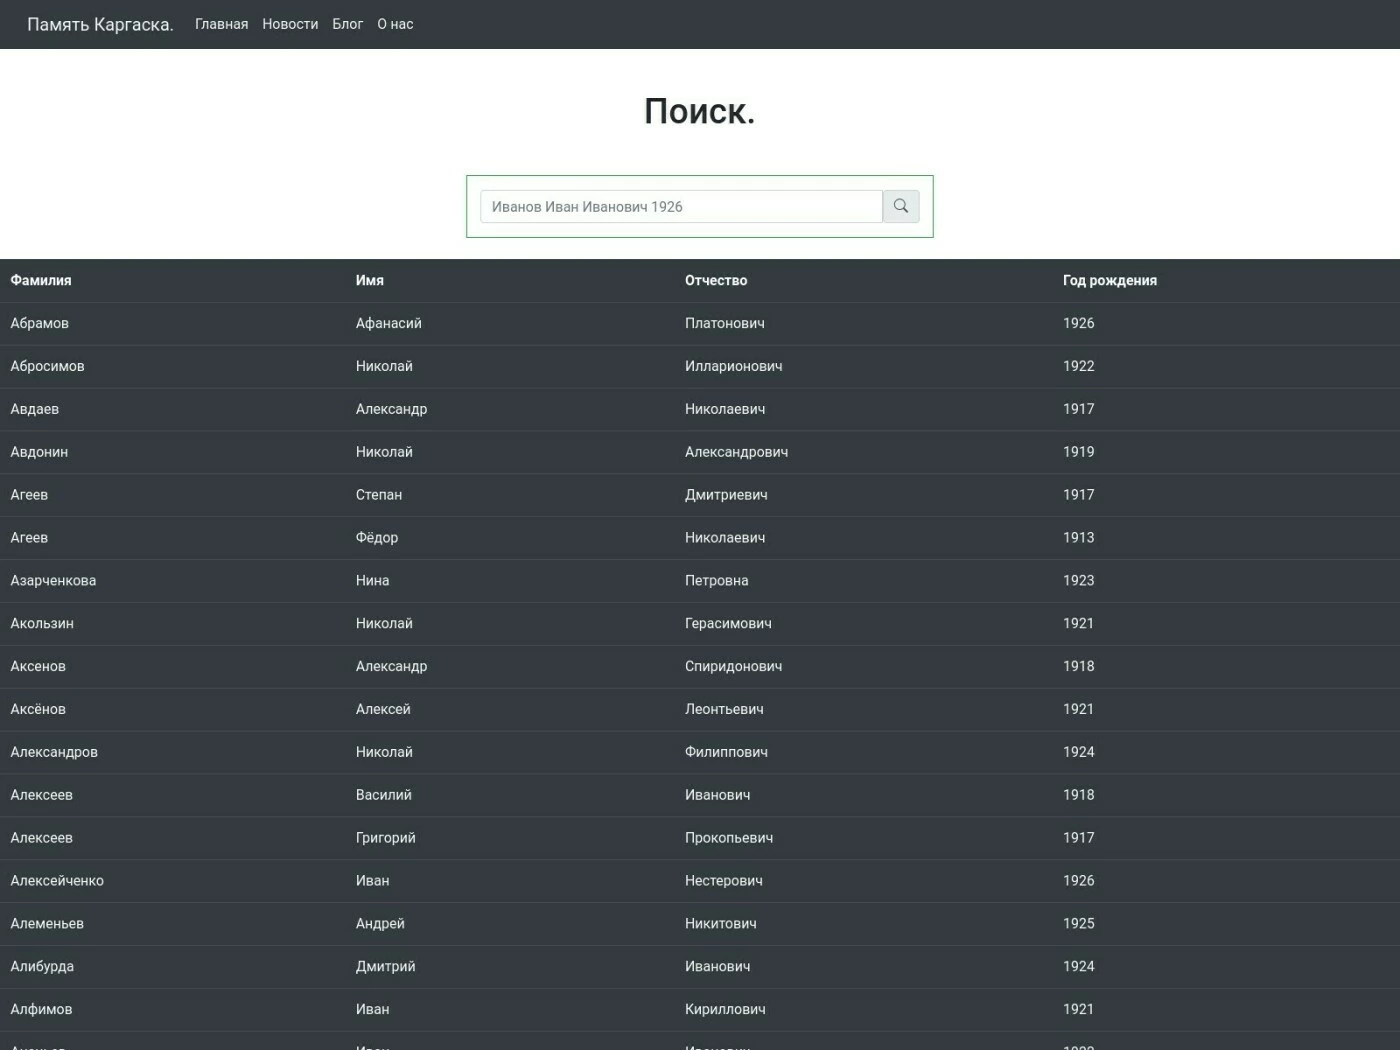 Память Каргаска. Главная Новости Блог О нас
Поиск.
Иванов Иван Иванович 1926
Фамилия Имя Отчество Год рождения
Абрамов Афанасий Платонович 1926
Абросимов Николай Илларионович 1922
Авдаев Александр Николаевич 1917
Авдонин Николай Александрович 1919
Агеев Степан Дмитриевич 1917
Агеев Фёдор Николаевич 1913
Азарченкова Нина Петровна 1923
Акользин Николай Герасимович 1921
Аксенов Александр Спиридонович 1918
Аксёнов Алексей Леонтьевич 1921
Александров Николай Филиппович 1924
Алексеев Василий Иванович 1918
Алексеев Григорий Прокопьевич 1917
Алексейченко Иван Нестерович 1926
Алеменьев Андрей Никитович 1925
Алибурда Дмитрий Иванович 1924
Алфимов Иван Кириллович 1921